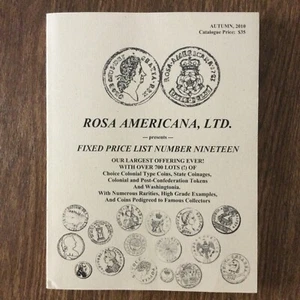 AUTUMN, 2010
Catalogue Price: $35
ROSA AMERICANA, LTD.
— presents —
FIXED PRICE LIST NUMBER NINETEEN
OUR LARGEST OFFERING EVER!
WITH OVER 700 LOTS (!) OF
Choice Colonial Type Coins, State Coinages,
Colonial and Post-Confederation Tokens
And Washingtonia.
With Numerous Rarities, High Grade Examples,
And Coins Pedigreed to Famous Collectors